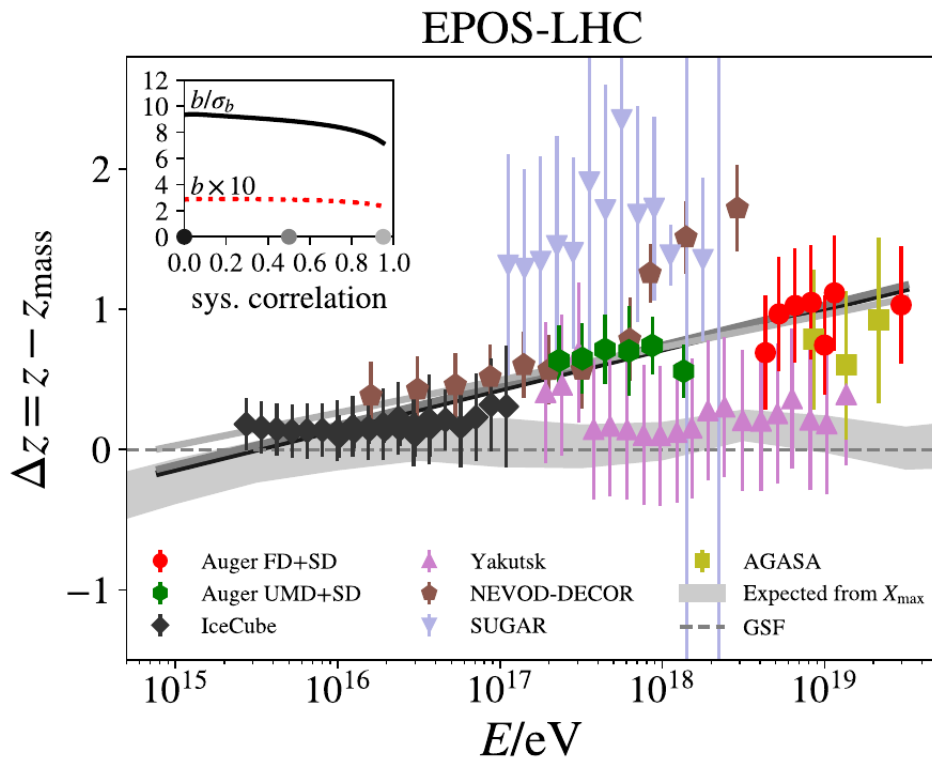 EPOS-LHC
12
10
8
6
4
2
0
b/σ_b
b × 10
0.0 0.2 0.4 0.6 0.8 1.0
sys. correlation
2
1
0
−1
Δz = z − z_mass
Auger FD+SD
Auger UMD+SD
IceCube
Yakutsk
NEVOD-DECOR
SUGAR
AGASA
Expected from X_max
GSF
10^15 10^16 10^17 10^18 10^19
E/eV